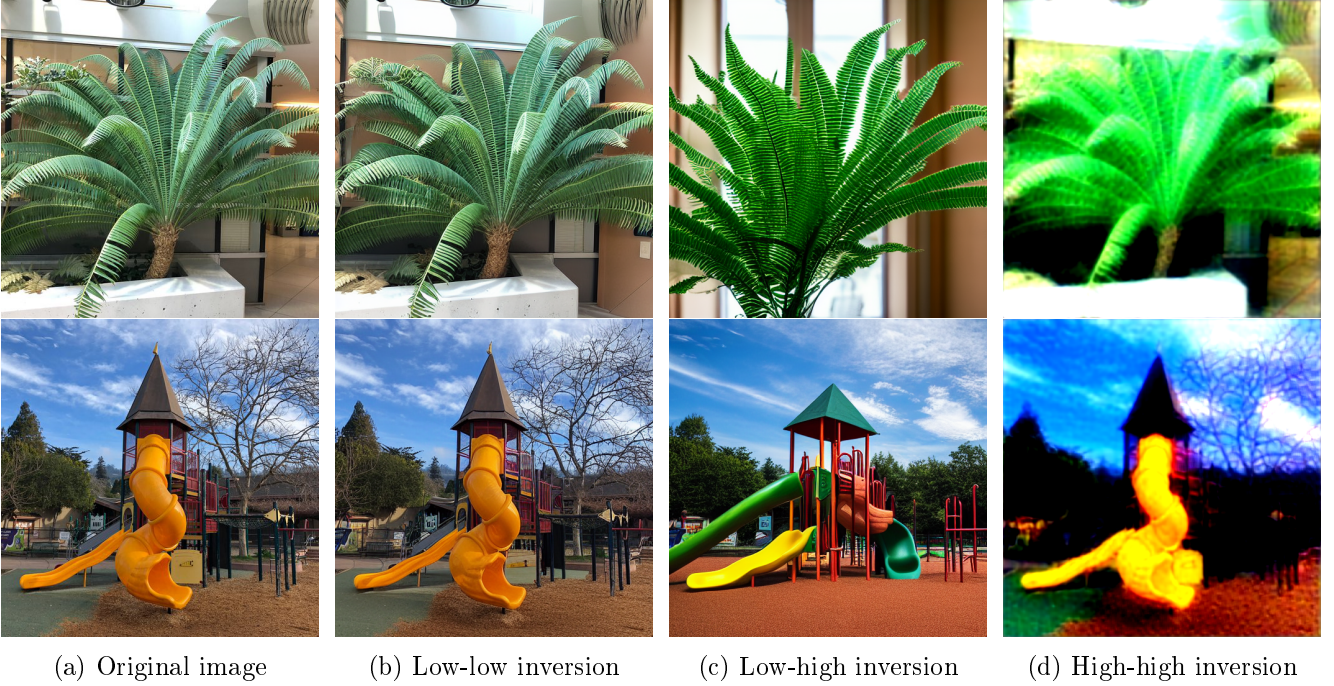 (a) Original image
(b) Low-low inversion
(c) Low-high inversion
(d) High-high inversion